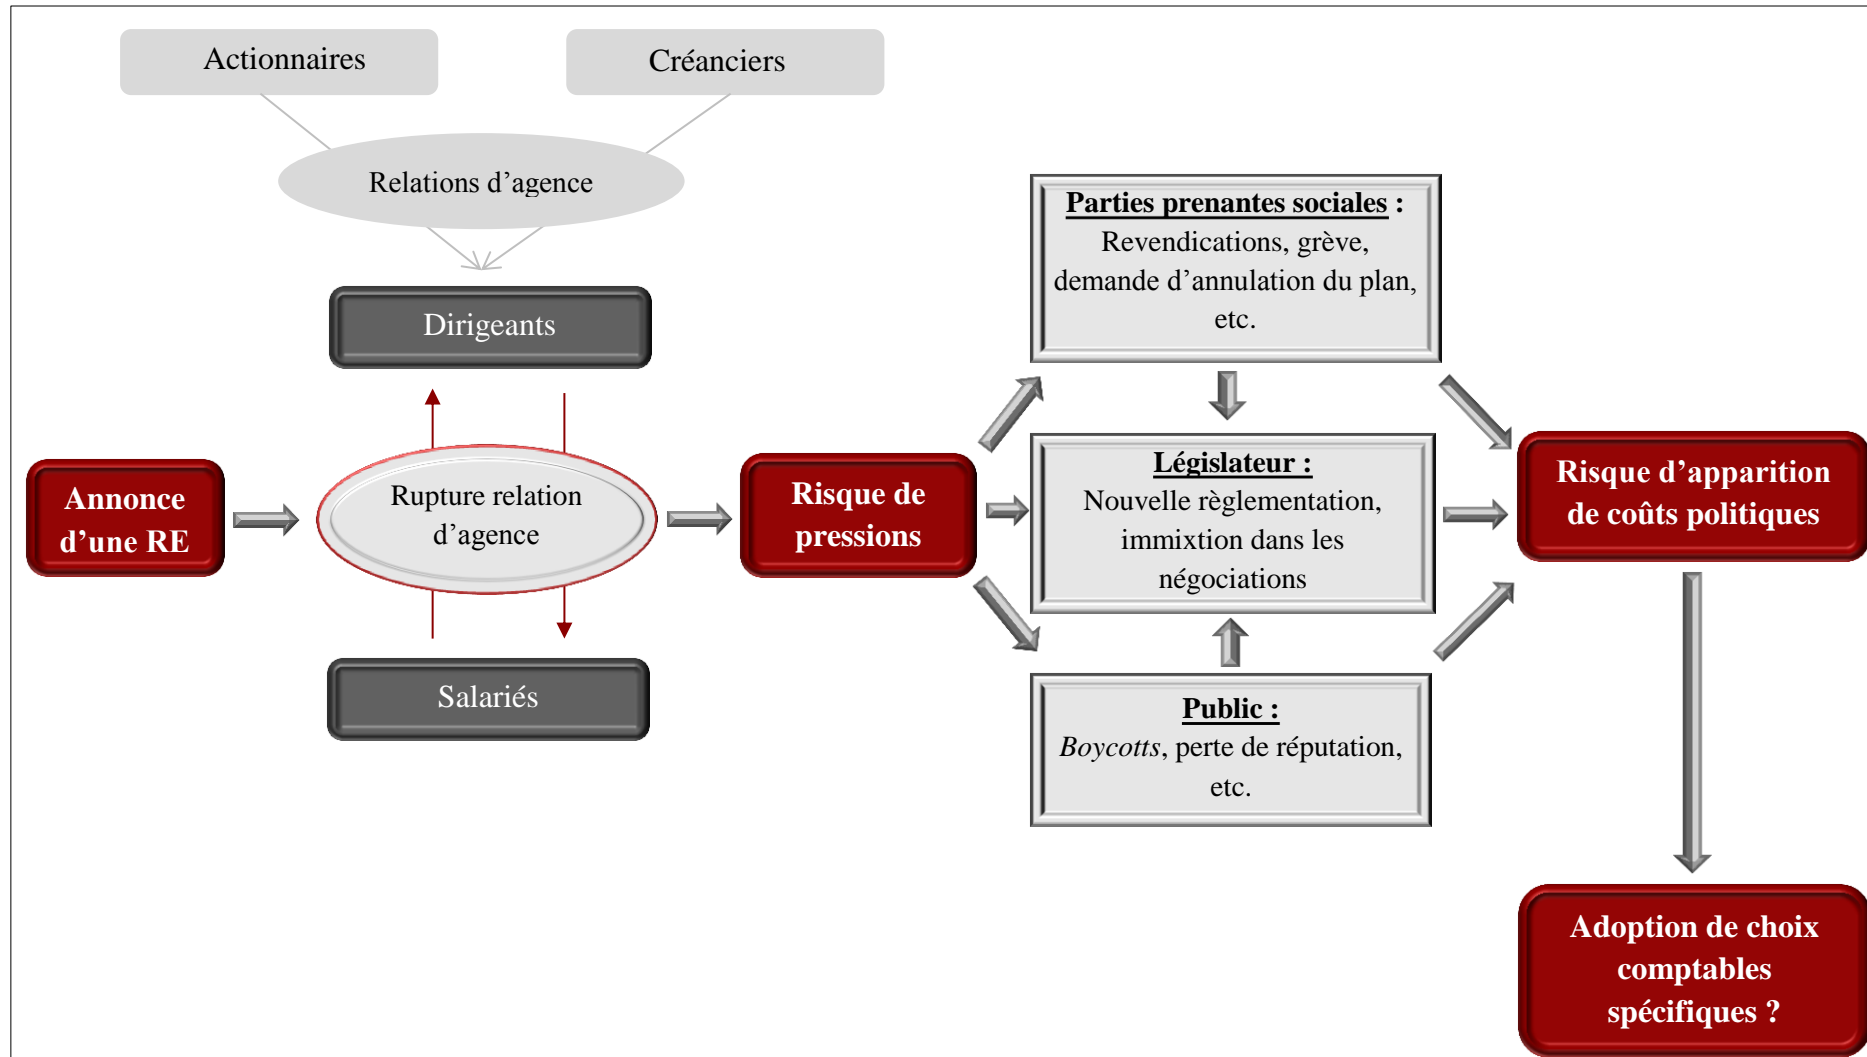 Actionnaires
Créanciers
Relations d’agence
Dirigeants
Annonce
d’une RE
Rupture relation
d’agence
Salariés
Risque de
pressions
Parties prenantes sociales :
Revendications, grève,
demande d’annulation du plan,
etc.
Législateur :
Nouvelle règlementation,
immixtion dans les
négociations
Public :
Boycotts, perte de réputation,
etc.
Risque d’apparition
de coûts politiques
Adoption de choix
comptables
spécifiques ?